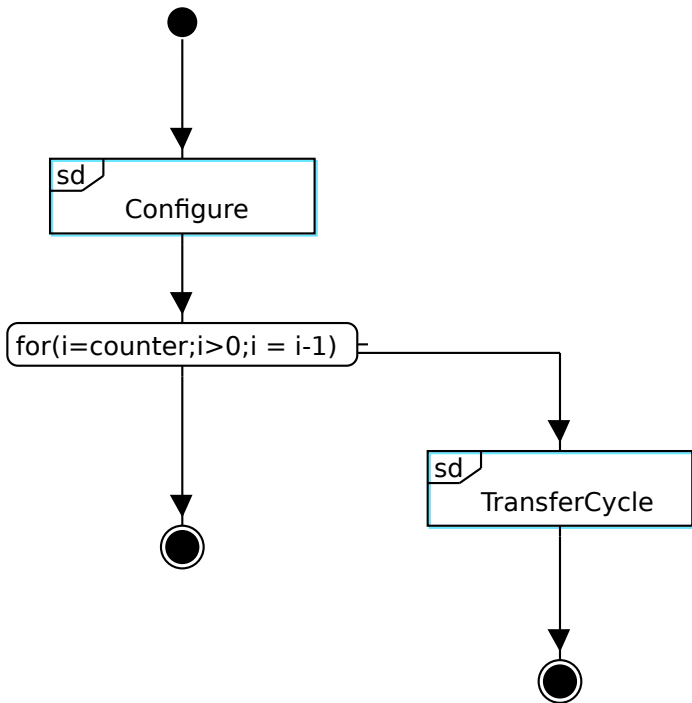 sd
Configure
for(i=counter;i>0;i = i-1)
sd
TransferCycle